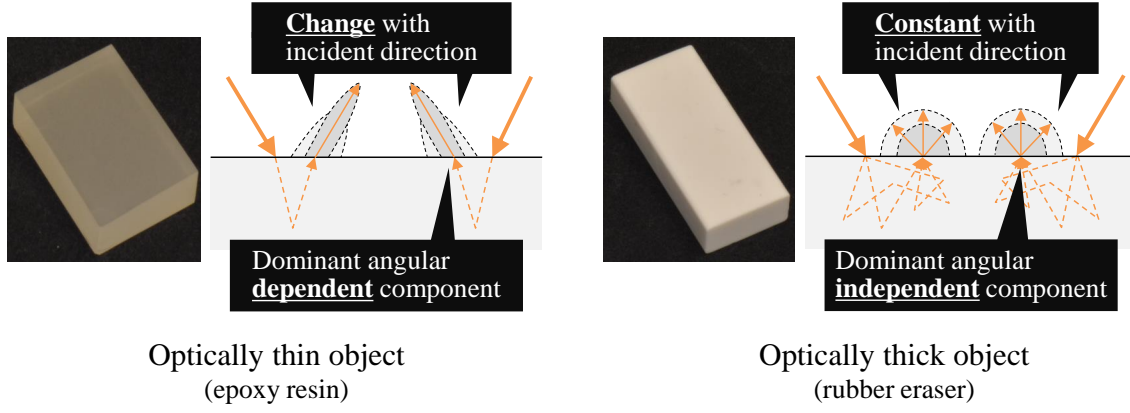 Change with
incident direction
Dominant angular
dependent component
Optically thin object
(epoxy resin)
Constant with
incident direction
Dominant angular
independent component
Optically thick object
(rubber eraser)